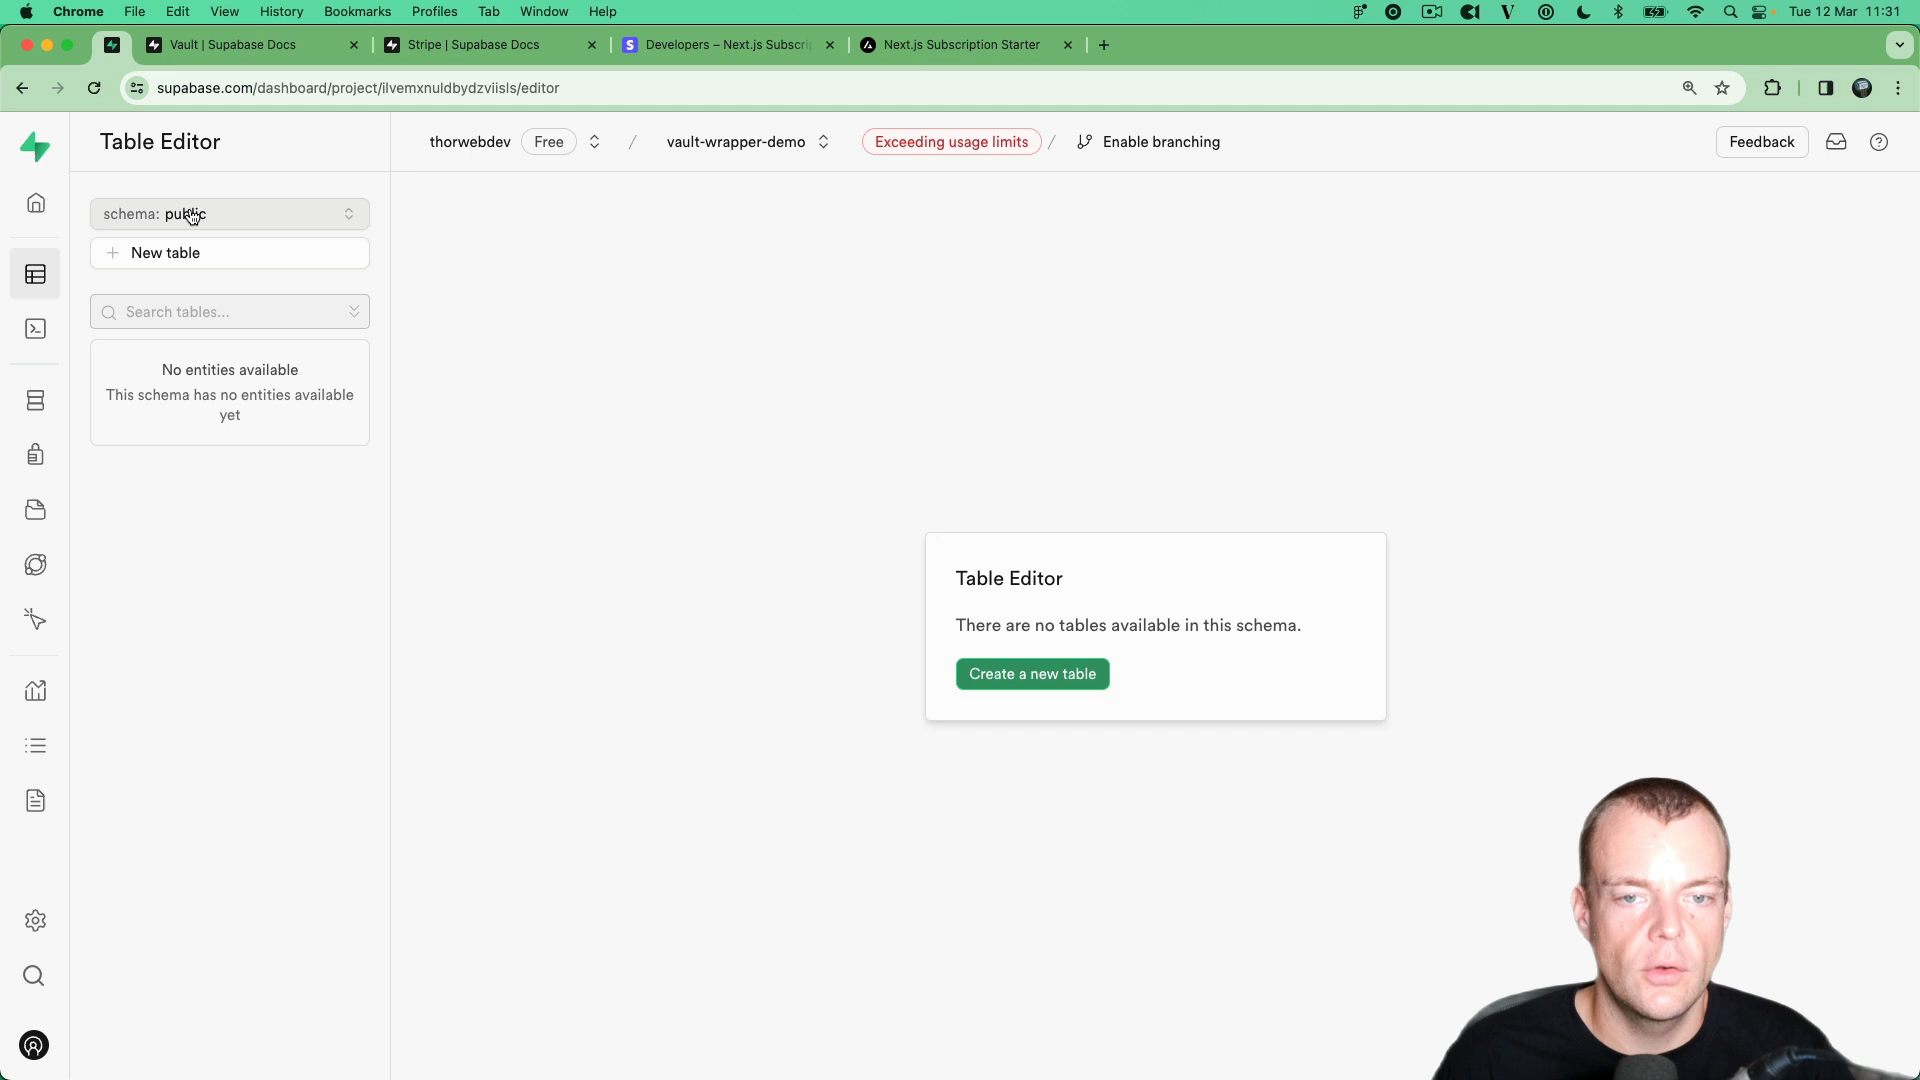 Chrome File Edit View History Bookmarks Profiles Tab Window Help Tue 12 Mar 11:31
Vault | Supabase Docs Stripe | Supabase Docs Developers – Next.js Subscri Next.js Subscription Starter
supabase.com/dashboard/project/ilvemxnuldbydzviisls/editor
Table Editor thorwebdev Free / vault-wrapper-demo Exceeding usage limits / Enable branching Feedback
schema: public
New table
Search tables...
No entities available
This schema has no entities available
yet
Table Editor
There are no tables available in this schema.
Create a new table